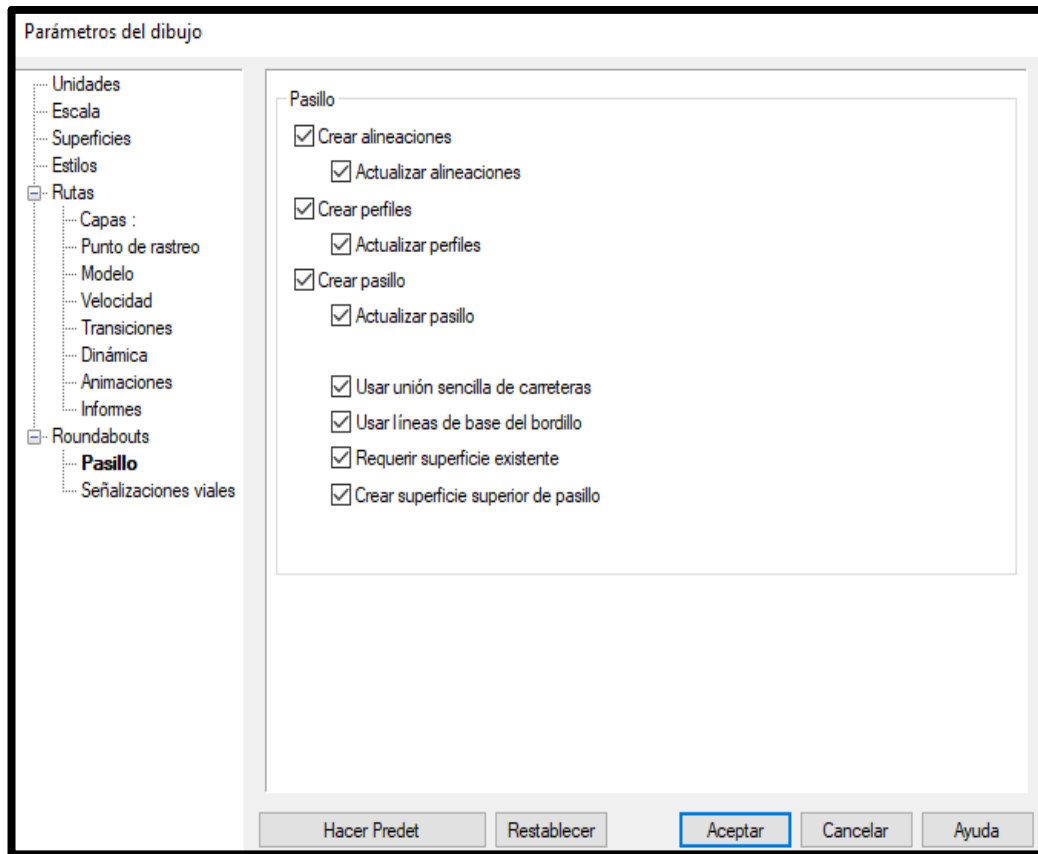 Parámetros del dibujo
Unidades
Escala
Superficies
Estilos
Rutas
Capas :
Punto de rastreo
Modelo
Velocidad
Transiciones
Dinámica
Animaciones
Informes
Roundabouts
Pasillo
Señalizaciones viales
Pasillo
Crear alineaciones
Actualizar alineaciones
Crear perfiles
Actualizar perfiles
Crear pasillo
Actualizar pasillo
Usar unión sencilla de carreteras
Usar líneas de base del bordillo
Requerir superficie existente
Crear superficie superior de pasillo
Hacer Predet
Restablecer
Aceptar
Cancelar
Ayuda